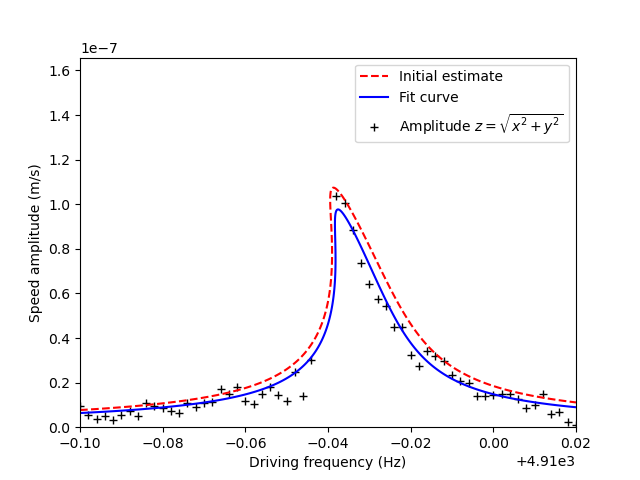 1e−7
1.6
1.4
1.2
1.0
0.8
0.6
0.4
0.2
0.0
Speed amplitude (m/s)
Initial estimate
Fit curve
Amplitude z = √x² + y²
−0.10 −0.08 −0.06 −0.04 −0.02 0.00 0.02
Driving frequency (Hz)
+4.91e3